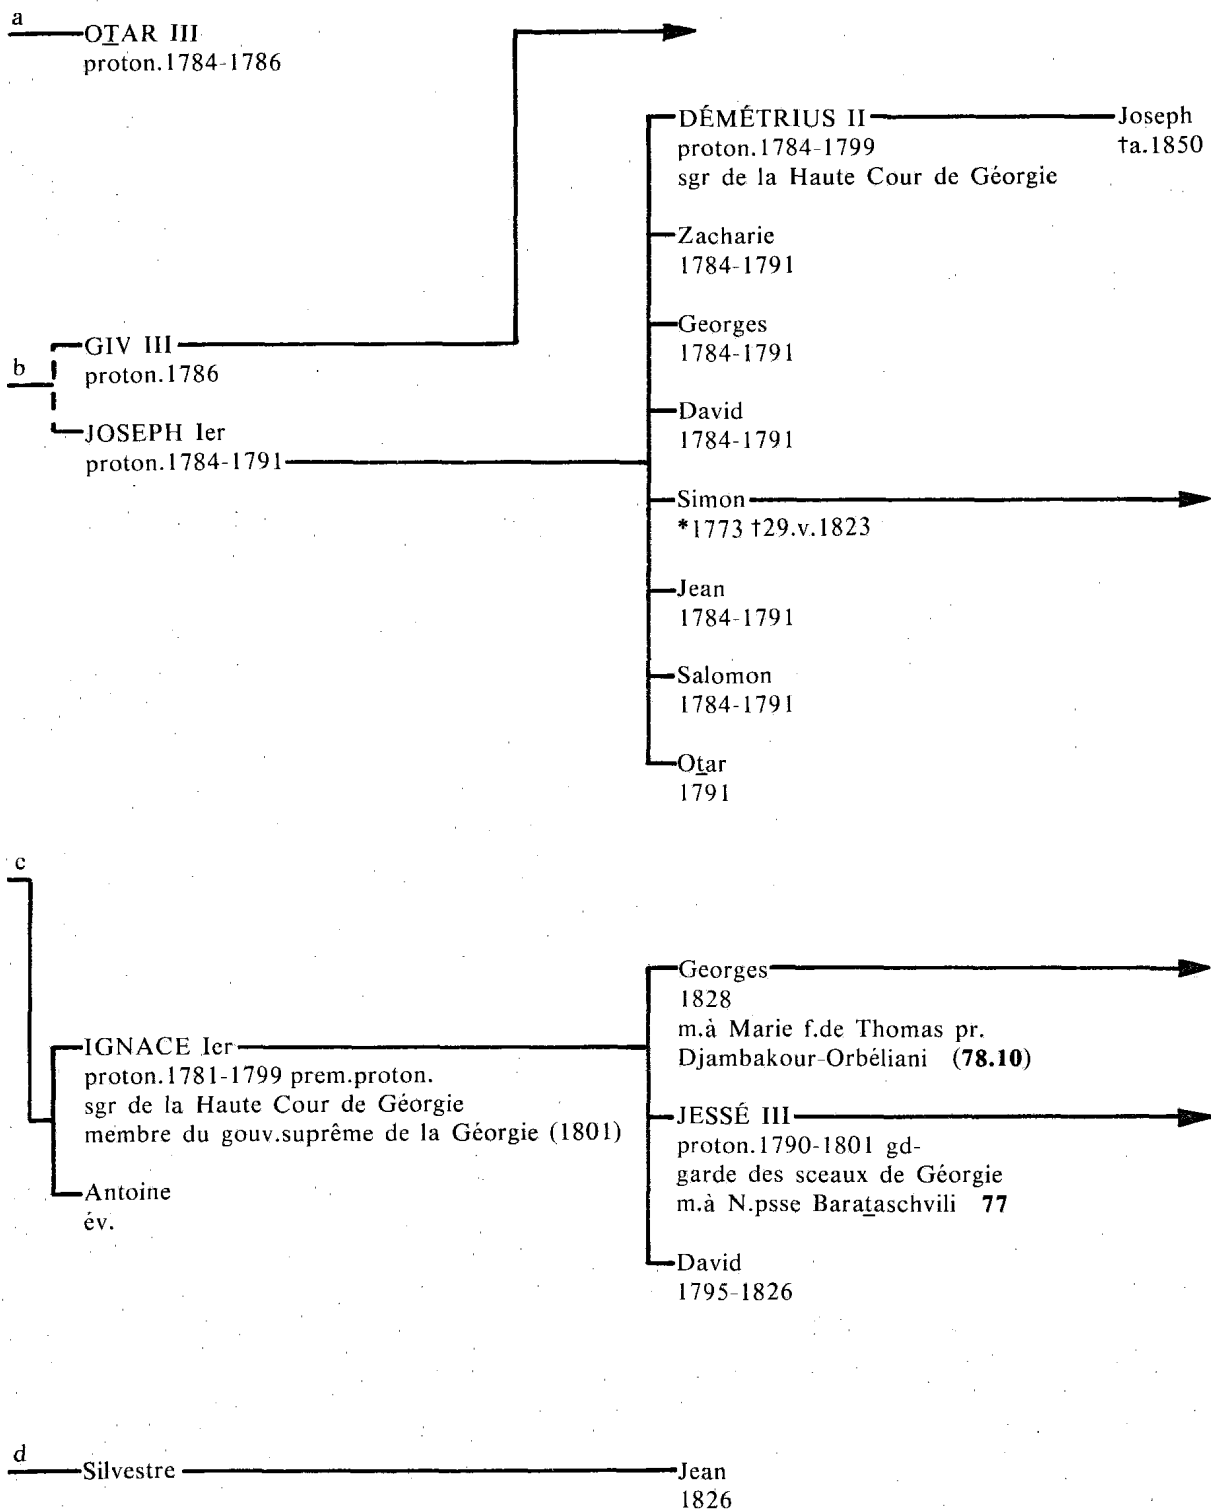 a
OṮAR III
proton.1784-1786
DÉMÉTRIUS II
proton.1784-1799
sgr de la Haute Cour de Géorgie
Joseph
†a.1850
Zacharie
1784-1791
Georges
1784-1791
b
GIV III
proton.1786
David
1784-1791
JOSEPH Ier
proton.1784-1791
Simon
*1773 †29.v.1823
Jean
1784-1791
Salomon
1784-1791
Oṯar
1791
c
Georges
1828
m.à Marie f.de Thomas pr.
Djambakour-Orbéliani (78.10)
IGNACE Ier
proton.1781-1799 prem.proton.
sgr de la Haute Cour de Géorgie
membre du gouv.suprême de la Géorgie (1801)
JESSÉ III
proton.1790-1801 gd-
garde des sceaux de Géorgie
m.à N.psse Baraṯaschvili 77
Antoine
év.
David
1795-1826
d
Silvestre
Jean
1826